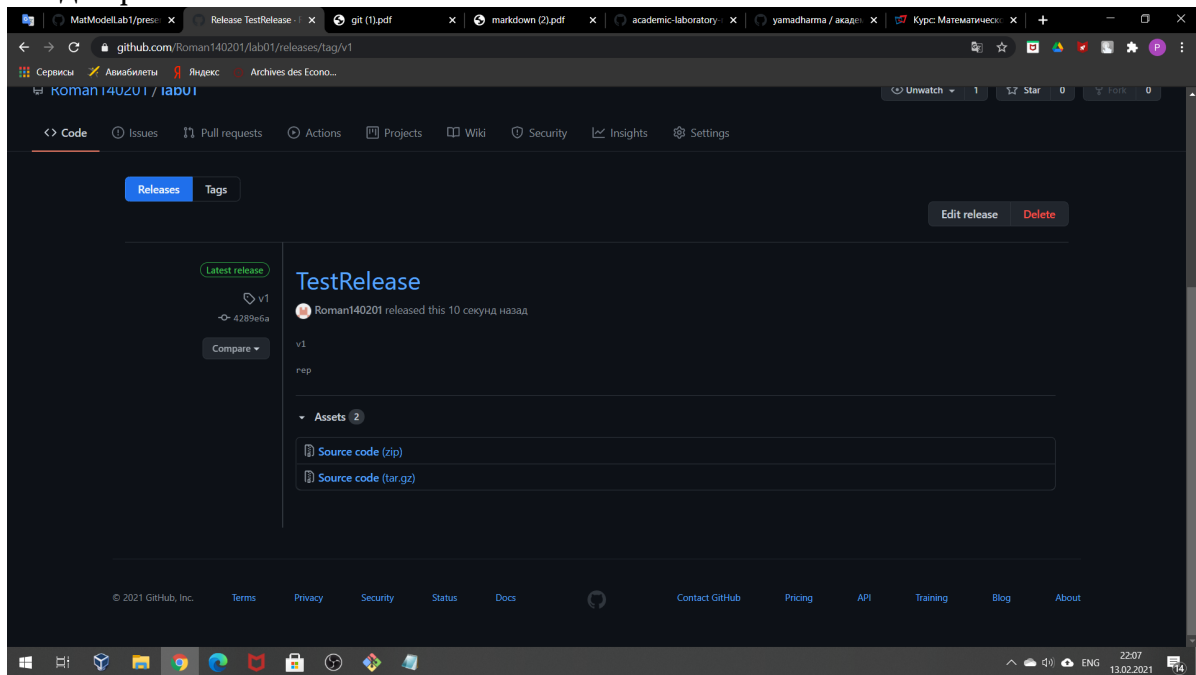 MatModelLab1/prese
Release TestRelease · F
git (1).pdf
markdown (2).pdf
academic-laboratory-
yamadharma / акаде
Курс: Математическо
github.com/Roman140201/lab01/releases/tag/v1
P
Сервисы
Авиабилеты
Яндекс
Archives des Econo...
Roman140201 / lab01
Unwatch 1
Star 0
Fork 0
Code
Issues
Pull requests
Actions
Projects
Wiki
Security
Insights
Settings
Releases
Tags
Edit release
Delete
Latest release
TestRelease
v1
Roman140201 released this 10 секунд назад
4289e6a
Compare
v1
rep
Assets 2
Source code (zip)
Source code (tar.gz)
© 2021 GitHub, Inc.
Terms
Privacy
Security
Status
Docs
Contact GitHub
Pricing
API
Training
Blog
About
ENG
22:07
13.02.2021
14